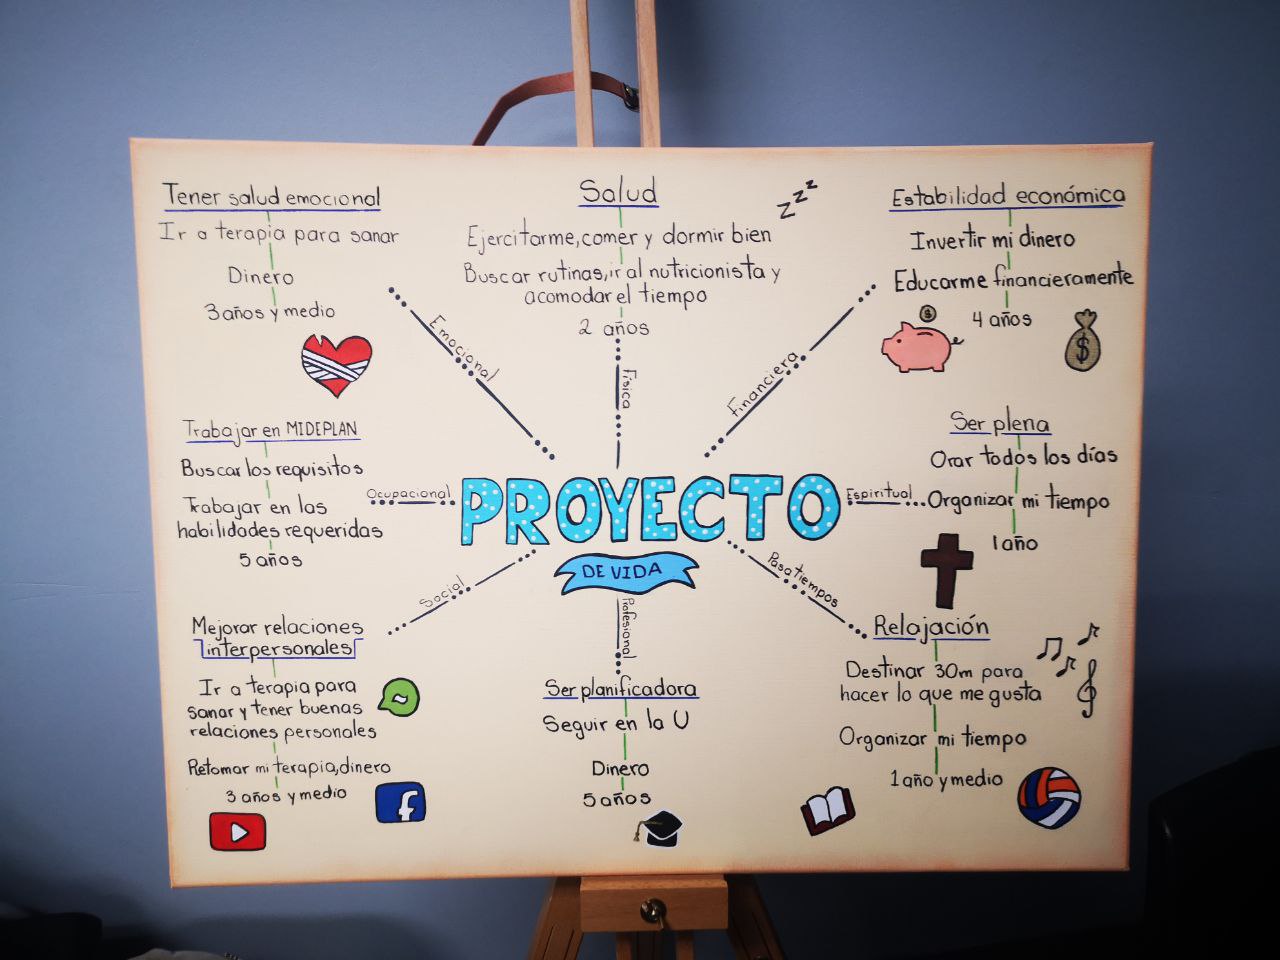 Tener salud emocional
Ir a terapia para sanar
Dinero
3 años y medio
Emocional
Salud
zzz
Ejercitarme, comer y dormir bien
Buscar rutinas, ir al nutricionista y
acomodar el tiempo
2 años
Física
Estabilidad económica
Invertir mi dinero
Educarme financieramente
4 años
$
$
Financiera
Trabajar en MIDEPLAN
Buscar los requisitos
Trabajar en las
habilidades requeridas
5 años
Ocupacional
PROYECTO
DE VIDA
Espiritual
Ser plena
Orar todos los días
Organizar mi tiempo
1 año
Social
Mejorar relaciones
interpersonales
Ir a terapia para
sanar y tener buenas
relaciones personales
Retomar mi terapia, dinero
3 años y medio
f
Profesional
Ser planificadora
Seguir en la U
Dinero
5 años
Pasatiempos
Relajación
Destinar 30m para
hacer lo que me gusta
Organizar mi tiempo
1 año y medio